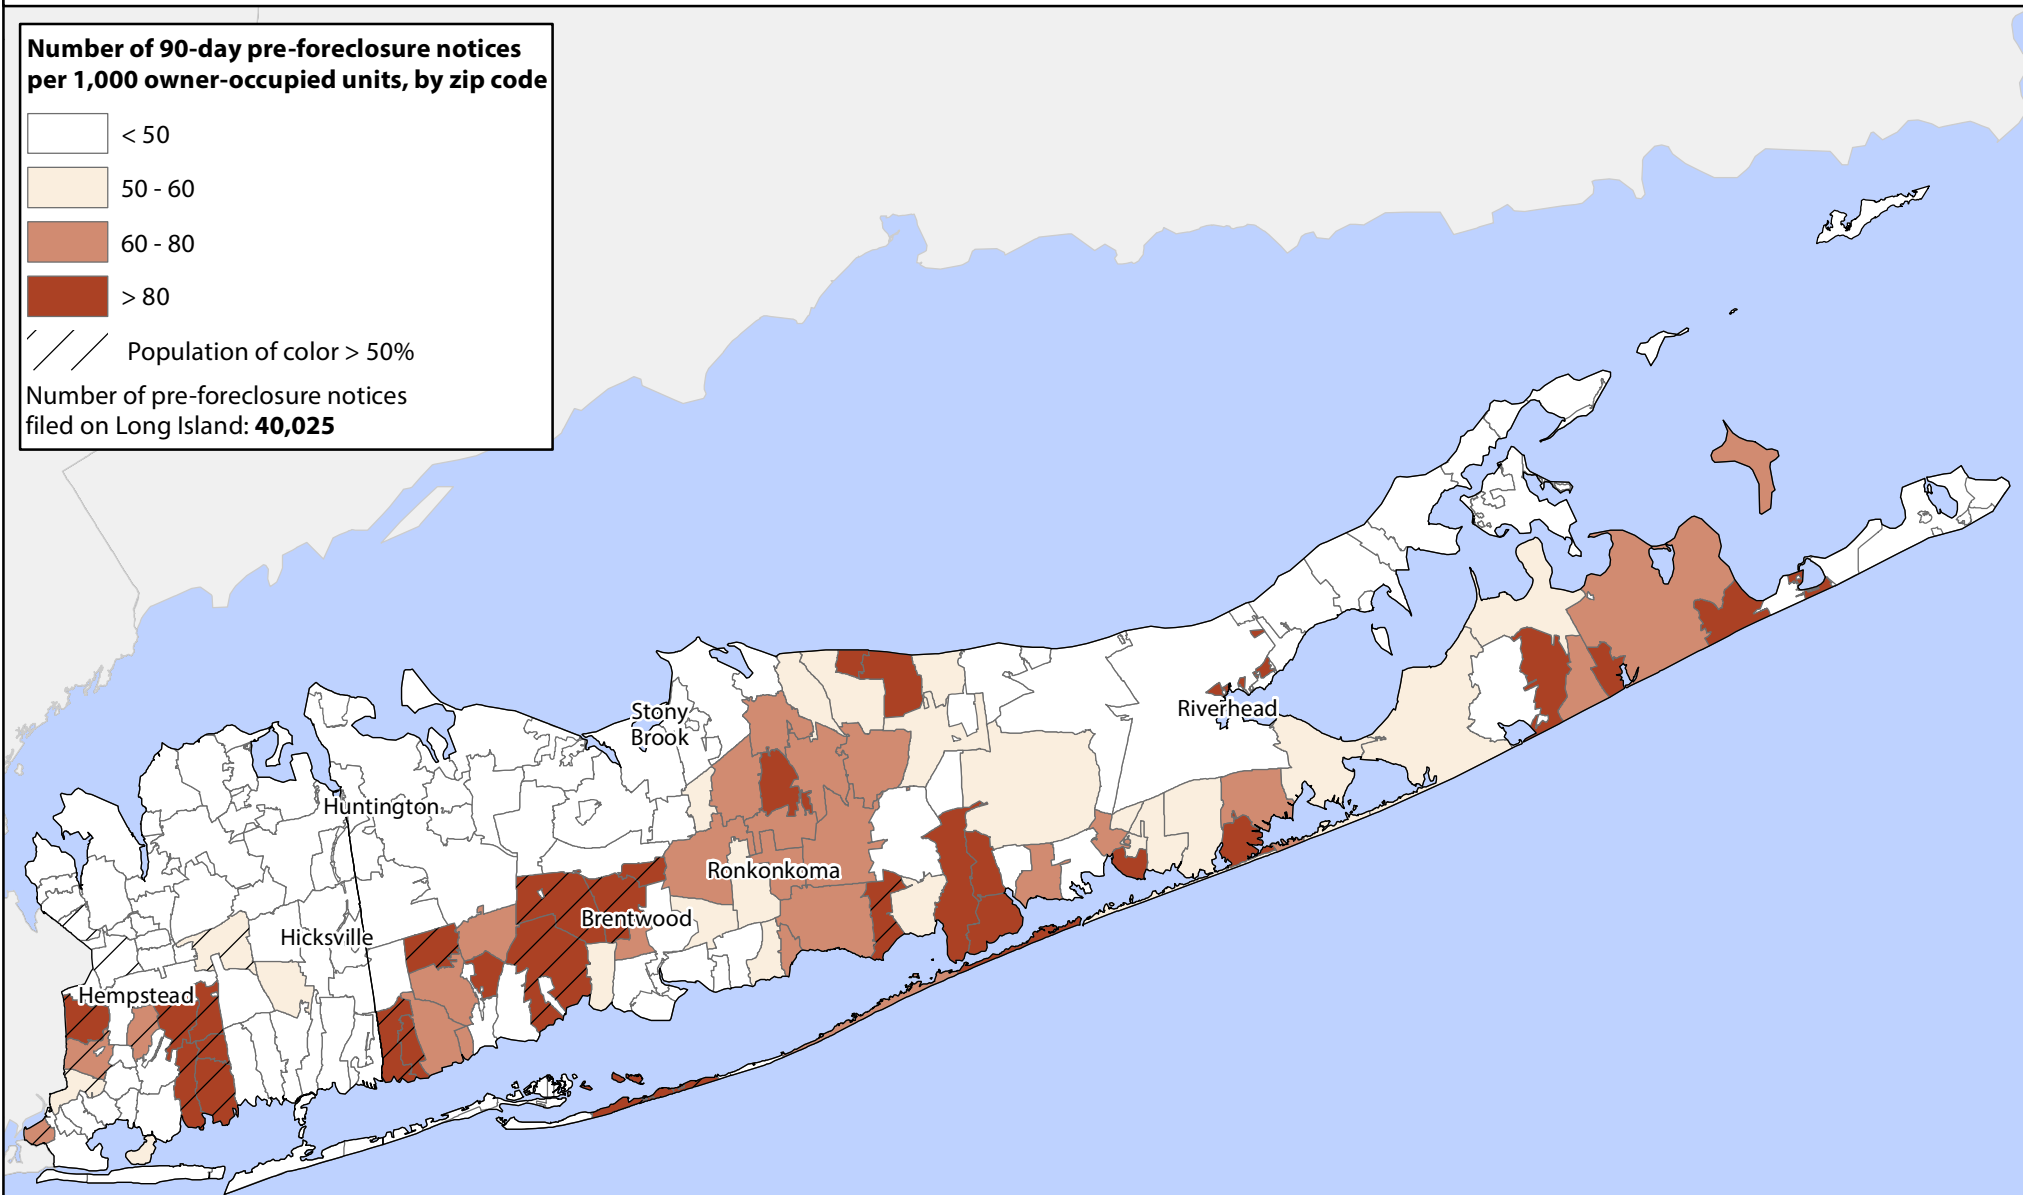 Number of 90-day pre-foreclosure notices
per 1,000 owner-occupied units, by zip code
< 50
50 - 60
60 - 80
> 80
Population of color > 50%
Number of pre-foreclosure notices
filed on Long Island: 40,025
Stony
Brook
Riverhead
Huntington
Ronkonkoma
Brentwood
Hicksville
Hempstead